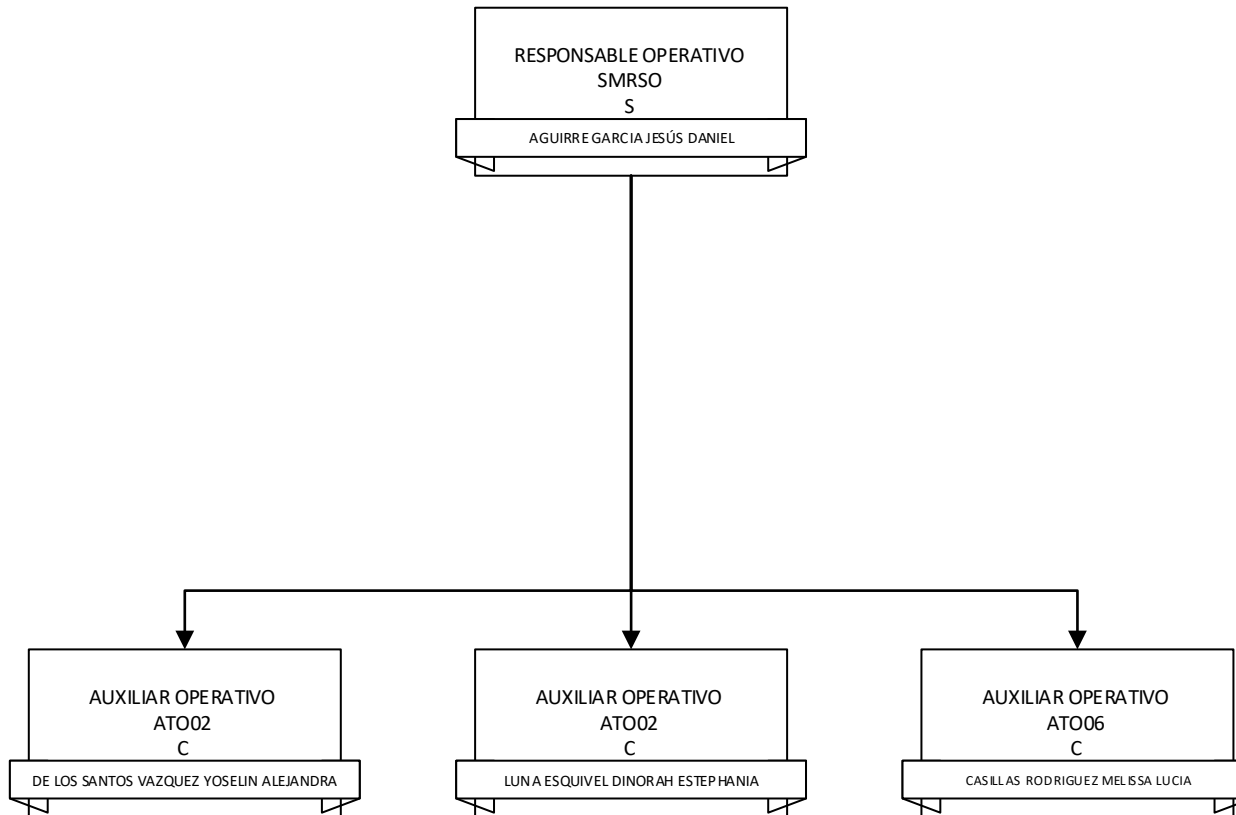 RESPONSABLE OPERATIVO
SMRSO
S
AGUIRRE GARCIA JESÚS DANIEL
AUXILIAR OPERATIVO
ATO02
C
DE LOS SANTOS VAZQUEZ YOSELIN ALEJANDRA
AUXILIAR OPERATIVO
ATO02
C
LUNA ESQUIVEL DINORAH ESTEPHANIA
AUXILIAR OPERATIVO
ATO06
C
CASILLAS RODRIGUEZ MELISSA LUCIA